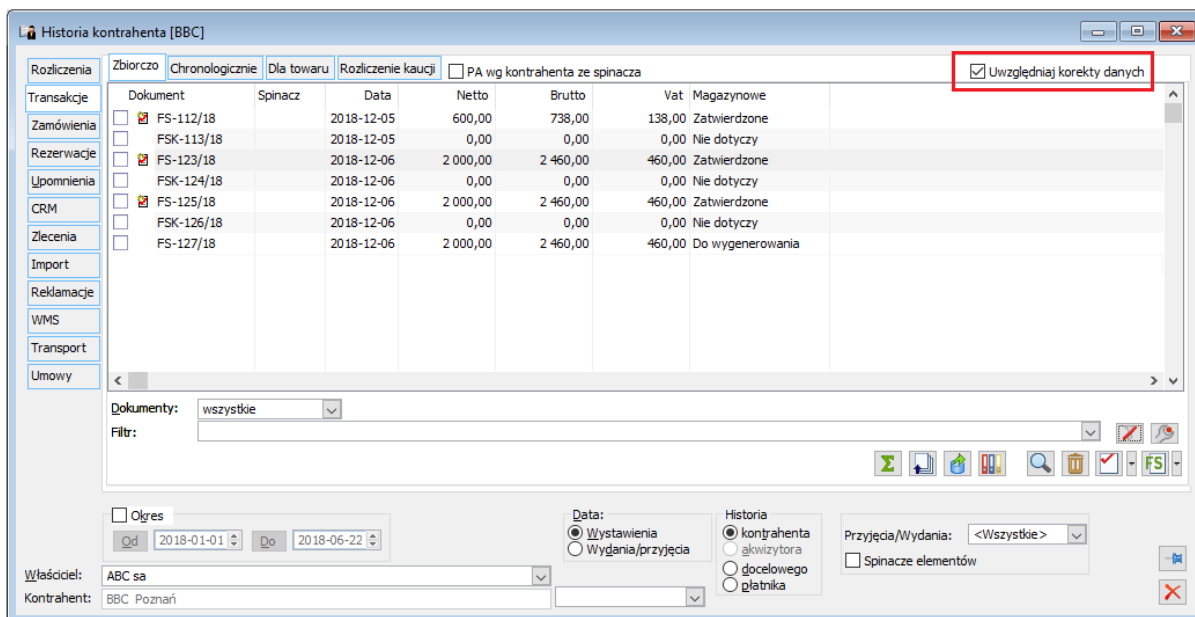 Historia kontrahenta [BBC]
Rozliczenia
Transakcje
Zamówienia
Rezerwacje
Upomnienia
CRM
Zlecenia
Import
Reklamacje
WMS
Transport
Umowy
Zbiorczo Chronologicznie Dla towaru Rozliczenie kaucji PA wg kontrahenta ze spinacza Uwzględniaj korekty danych
Dokument Spinacz Data Netto Brutto Vat Magazynowe
FS-112/18 2018-12-05 600,00 738,00 138,00 Zatwierdzone
FSK-113/18 2018-12-05 0,00 0,00 0,00 Nie dotyczy
FS-123/18 2018-12-06 2 000,00 2 460,00 460,00 Zatwierdzone
FSK-124/18 2018-12-06 0,00 0,00 0,00 Nie dotyczy
FS-125/18 2018-12-06 2 000,00 2 460,00 460,00 Zatwierdzone
FSK-126/18 2018-12-06 0,00 0,00 0,00 Nie dotyczy
FS-127/18 2018-12-06 2 000,00 2 460,00 460,00 Do wygenerowania
Dokumenty: wszystkie
Filtr:
FS
Okres
Od 2018-01-01 Do 2018-06-22
Data:
Wystawienia
Wydania/przyjęcia
Historia
kontrahenta
akwizytora
docelowego
płatnika
Przyjęcia/Wydania: <Wszystkie>
Spinacze elementów
Właściciel: ABC sa
Kontrahent: BBC Poznań